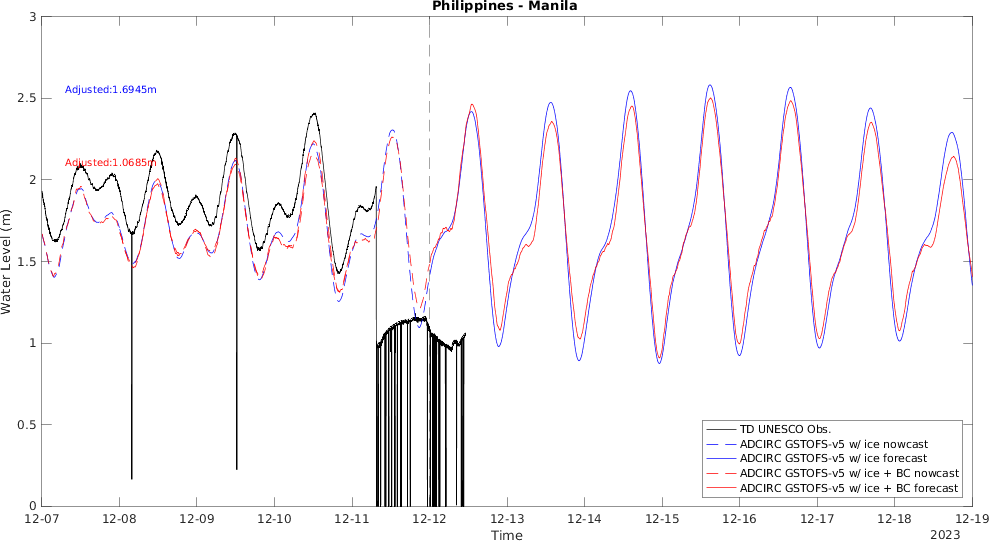 Philippines - Manila
3
2.5
2
1.5
1
0.5
0
Water Level (m)
Adjusted:1.6945m
Adjusted:1.0685m
TD UNESCO Obs.
ADCIRC GSTOFS-v5 w/ ice nowcast
ADCIRC GSTOFS-v5 w/ ice forecast
ADCIRC GSTOFS-v5 w/ ice + BC nowcast
ADCIRC GSTOFS-v5 w/ ice + BC forecast
12-07 12-08 12-09 12-10 12-11 12-12 12-13 12-14 12-15 12-16 12-17 12-18 12-19
Time
2023